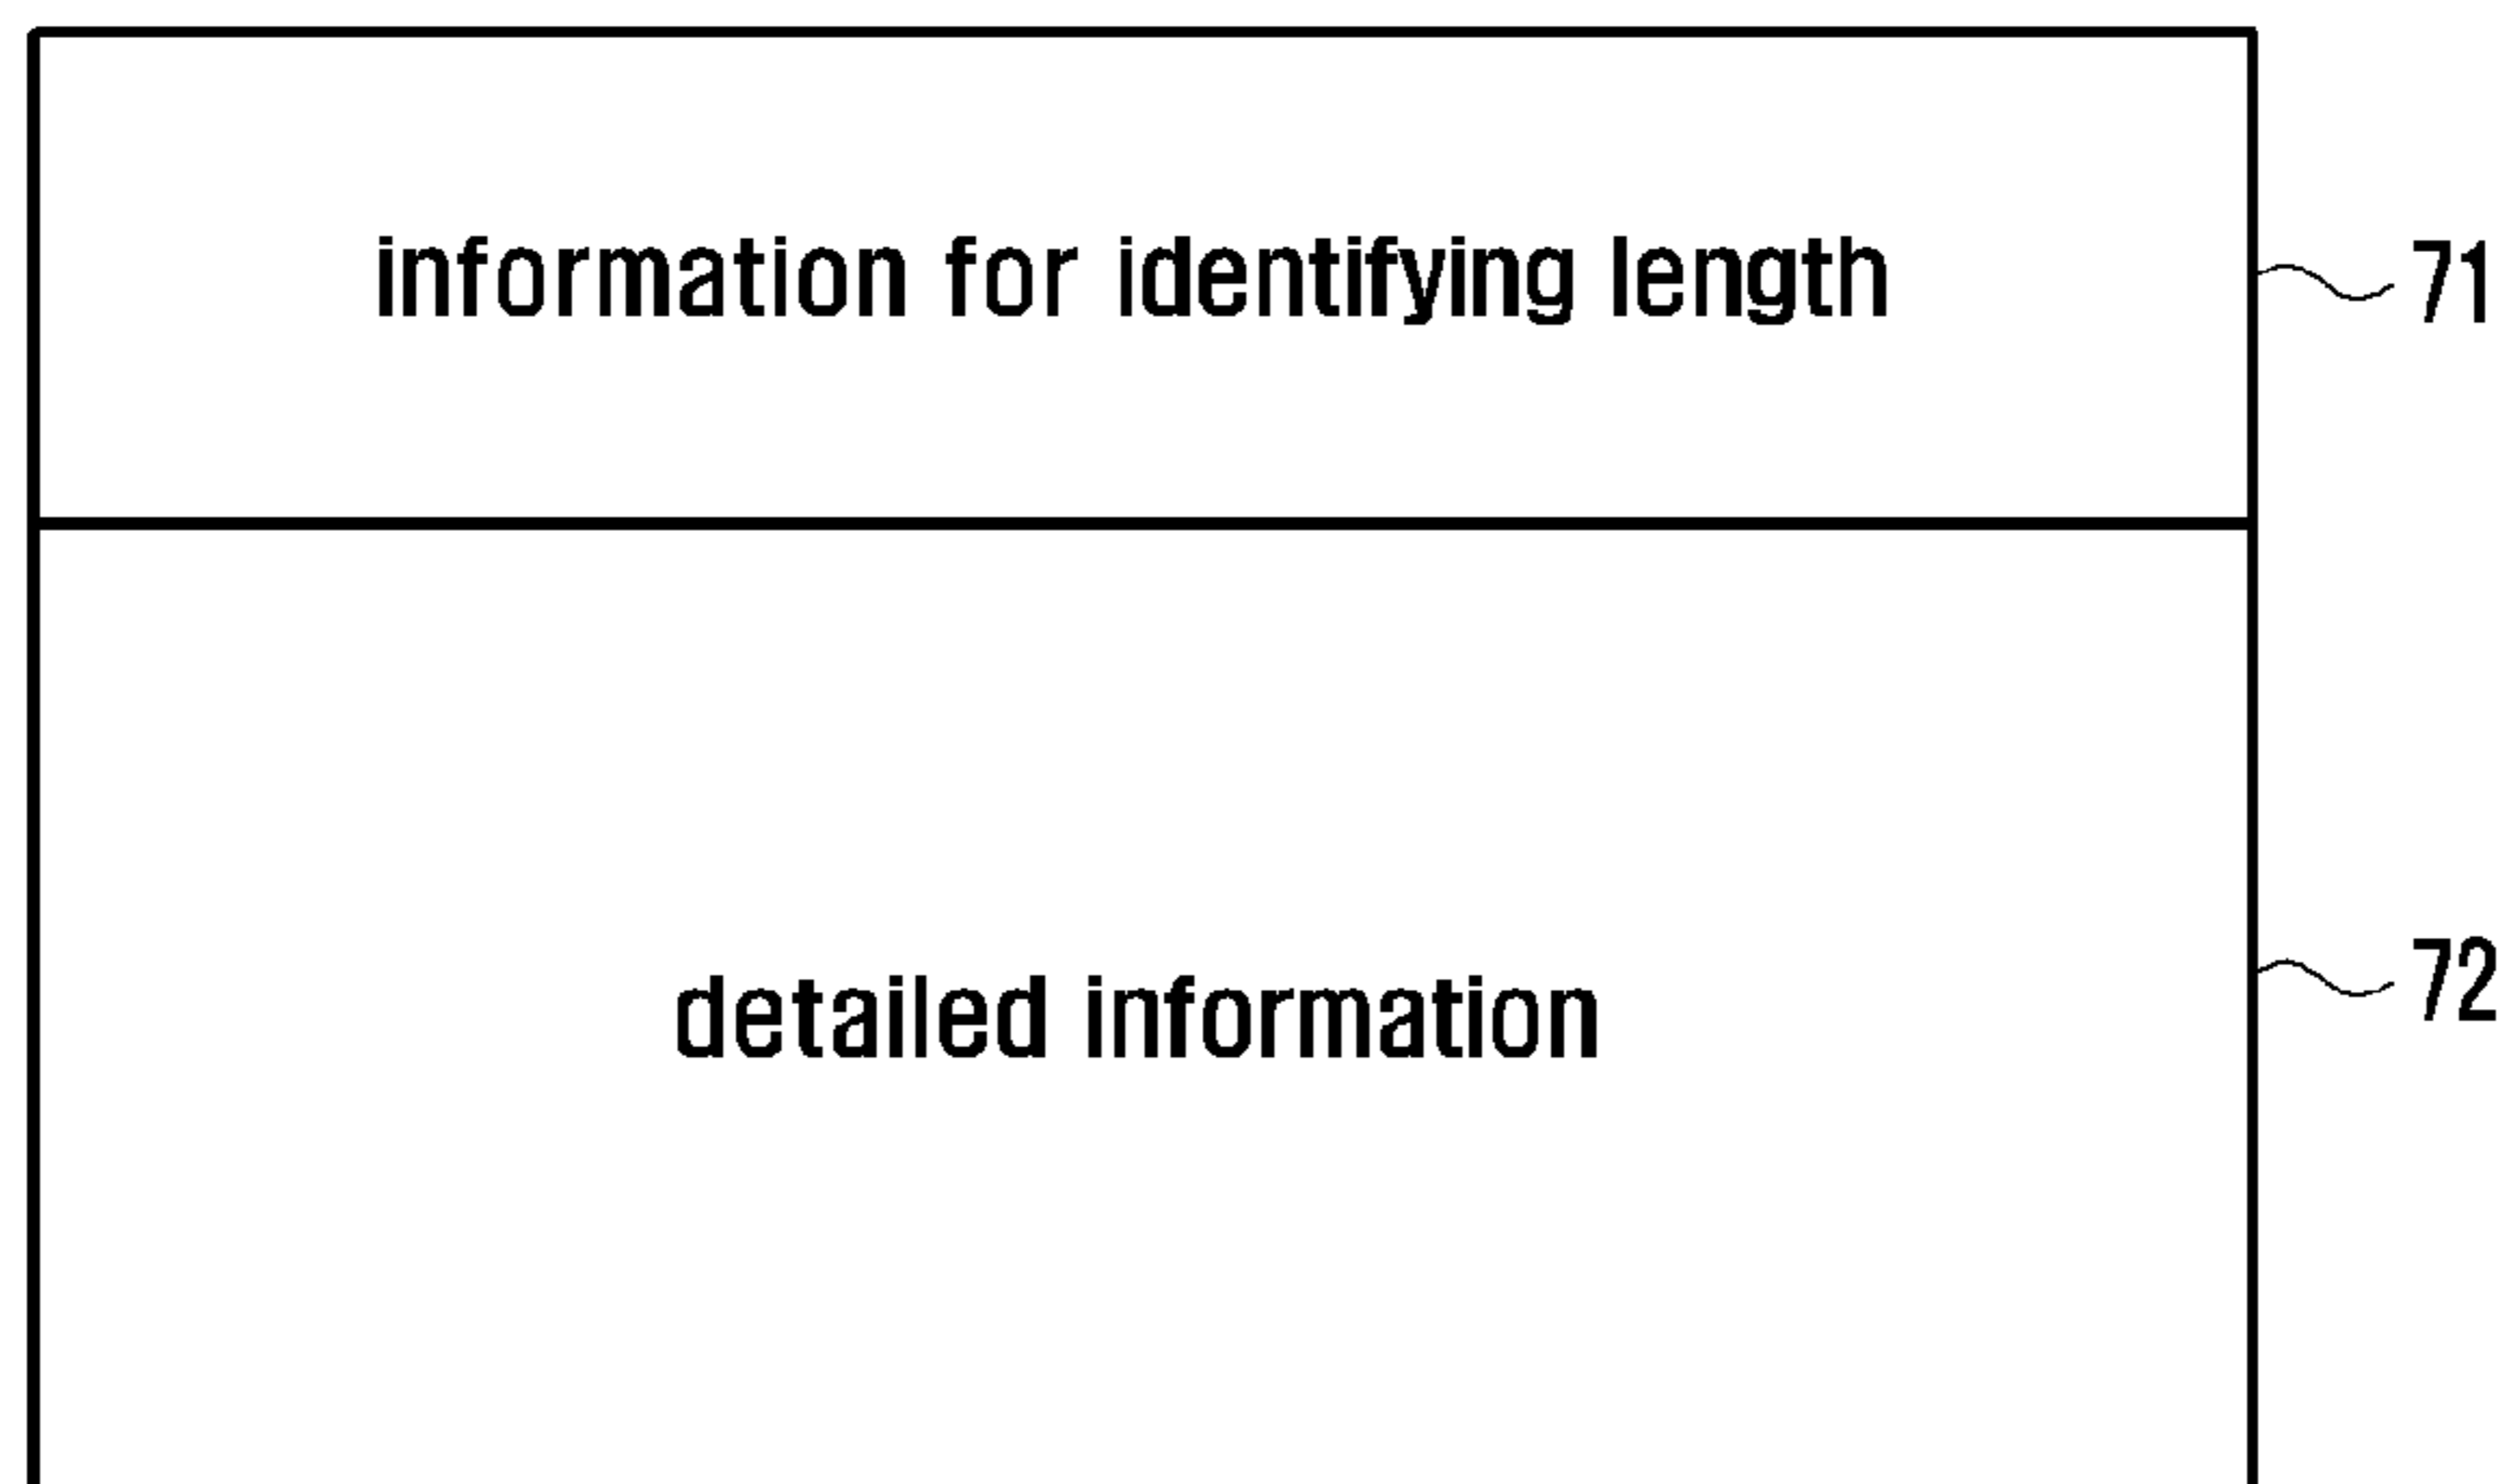 information for identifying length
71
detailed information
72